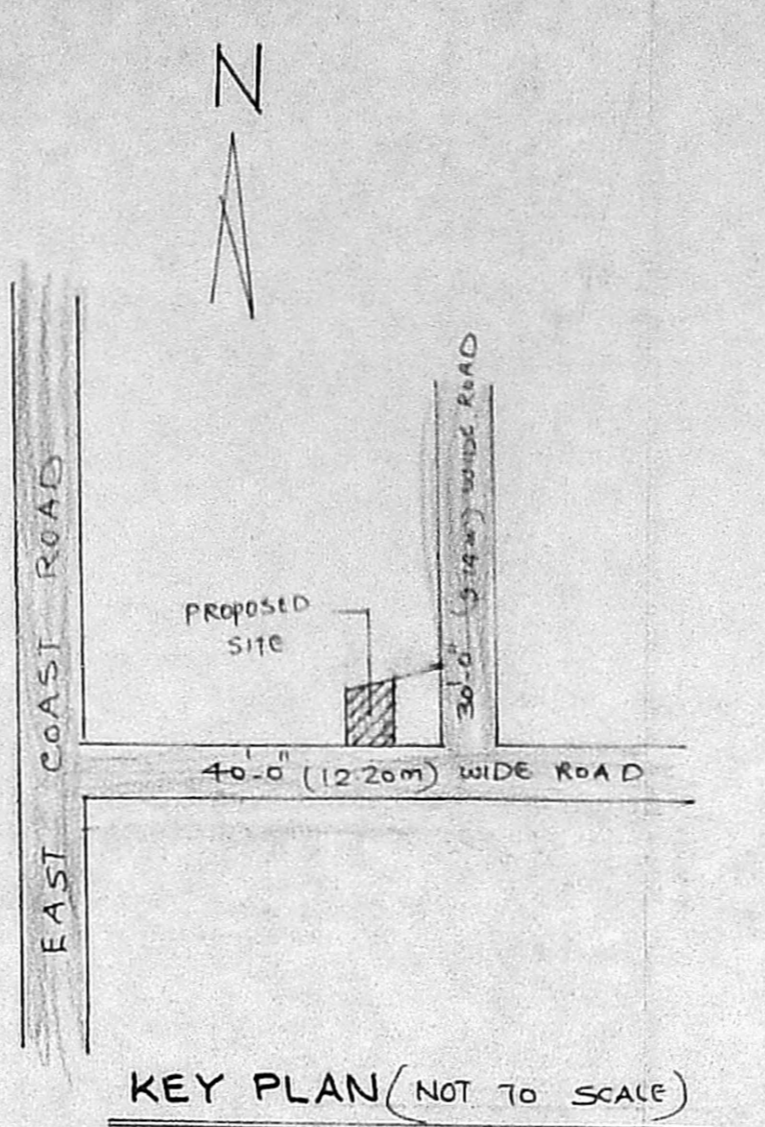 N
EAST COAST ROAD
30'-0" (9.14m) WIDE ROAD
PROPOSED
SITE
40'-0" (12.20m) WIDE ROAD
KEY PLAN (NOT TO SCALE)